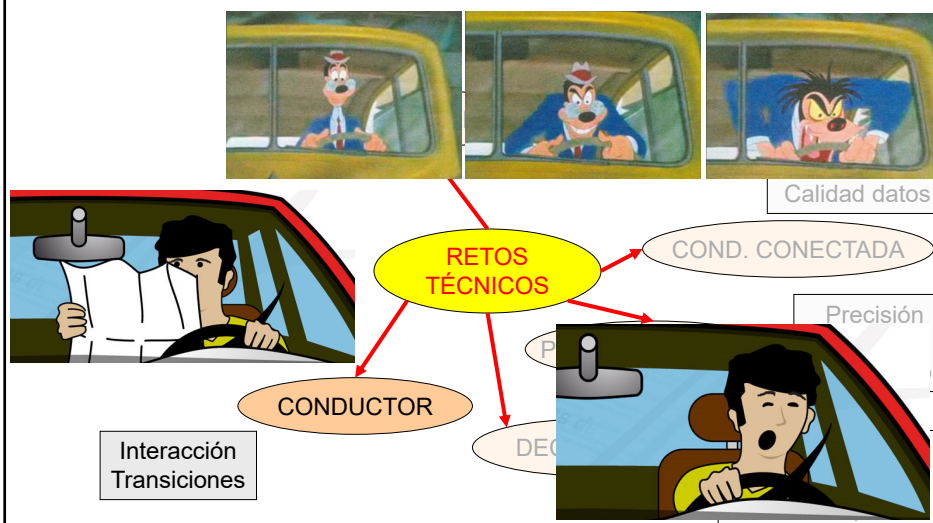 Calidad datos
COND. CONECTADA
RETOS
TÉCNICOS
Precisión
CONDUCTOR
Interacción
Transiciones